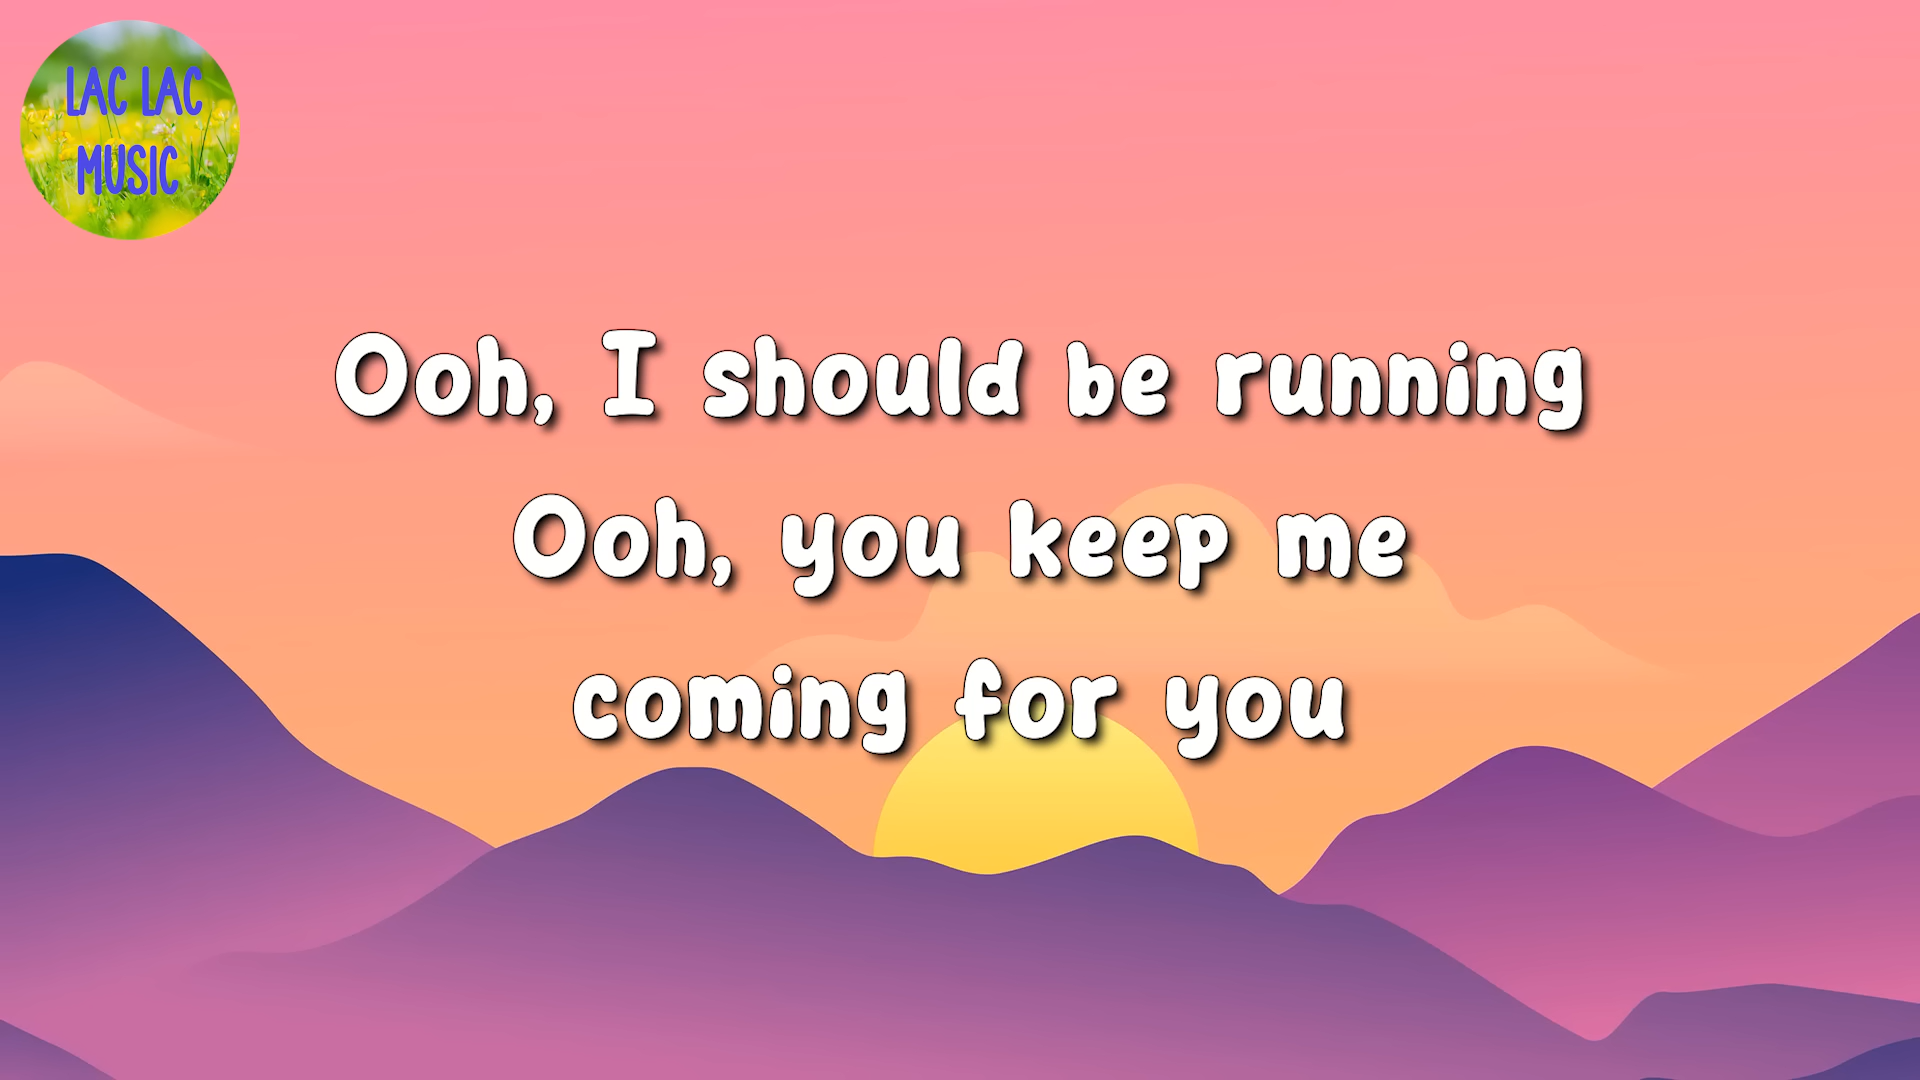 LAC LAC
MUSIC
Ooh, I should be running
Ooh, you keep me
coming for you